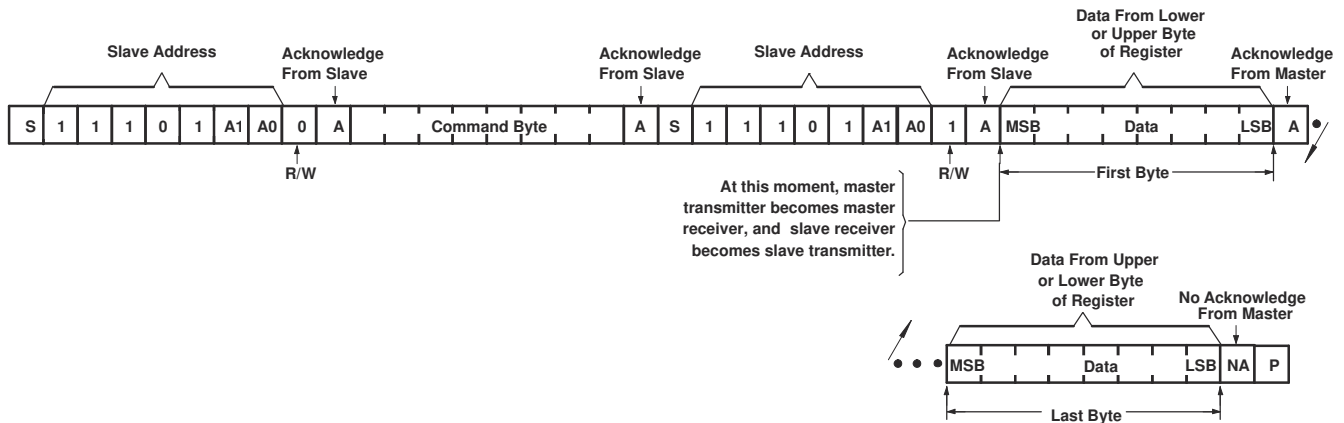 Slave Address
Acknowledge
From Slave
Acknowledge
From Slave
Slave Address
Acknowledge
From Slave
Data From Lower
or Upper Byte
of Register
Acknowledge
From Master
S 1 1 1 0 1 A1 A0 0 A Command Byte A S 1 1 1 0 1 A1 A0 1 A MSB Data LSB A
R/W
R/W
First Byte
At this moment, master
transmitter becomes master
receiver, and slave receiver
becomes slave transmitter.
Data From Upper
or Lower Byte
of Register
No Acknowledge
From Master
MSB Data LSB NA P
Last Byte